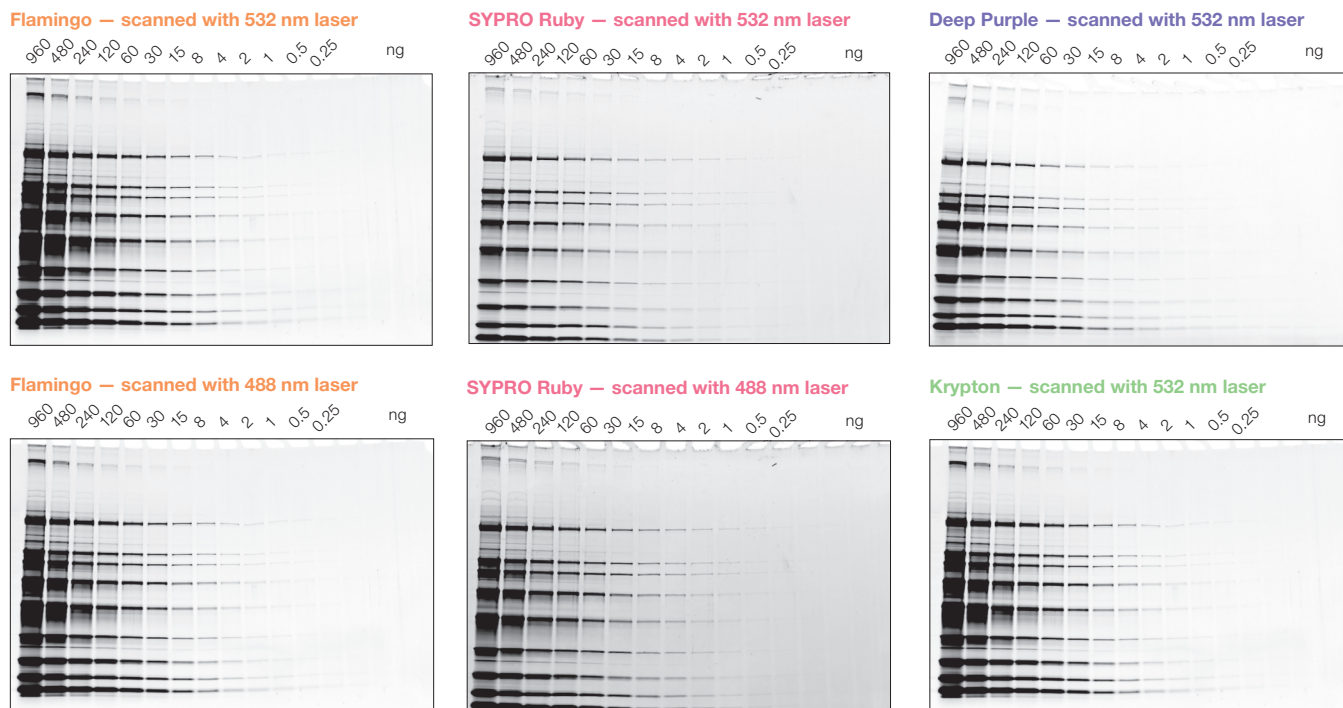 Flamingo — scanned with 532 nm laser
960 480 240 120 60 30 15 8 4 2 1 0.5 0.25 ng
SYPRO Ruby — scanned with 532 nm laser
960 480 240 120 60 30 15 8 4 2 1 0.5 0.25 ng
Deep Purple — scanned with 532 nm laser
960 480 240 120 60 30 15 8 4 2 1 0.5 0.25 ng
Flamingo — scanned with 488 nm laser
960 480 240 120 60 30 15 8 4 2 1 0.5 0.25 ng
SYPRO Ruby — scanned with 488 nm laser
960 480 240 120 60 30 15 8 4 2 1 0.5 0.25 ng
Krypton — scanned with 532 nm laser
960 480 240 120 60 30 15 8 4 2 1 0.5 0.25 ng